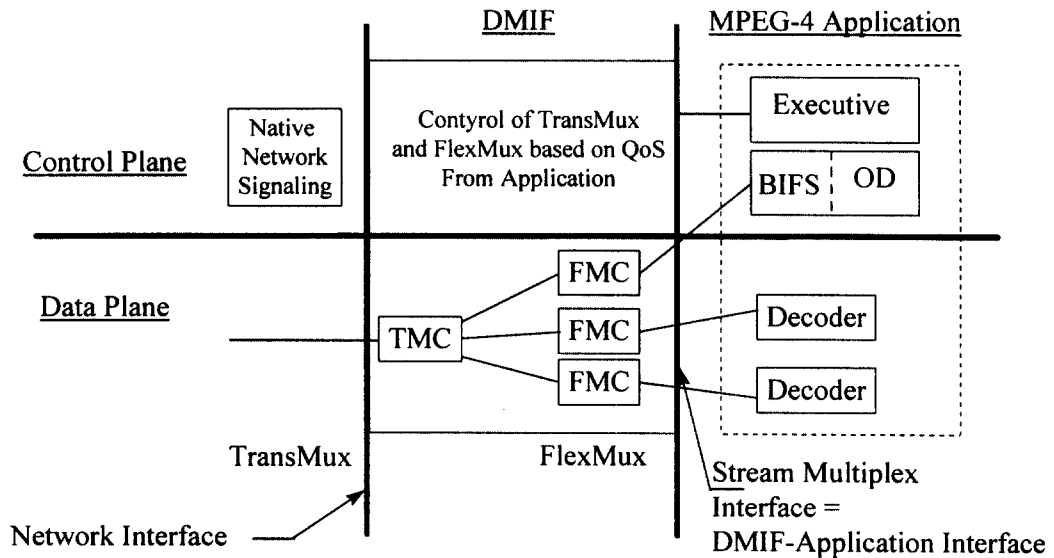 DMIF
MPEG-4 Application
Control Plane
Native
Network
Signaling
Contyrol of TransMux
and FlexMux based on QoS
From Application
Executive
BIFS
OD
Data Plane
TMC
FMC
FMC
FMC
Decoder
Decoder
TransMux
FlexMux
Network Interface
Stream Multiplex
Interface =
DMIF-Application Interface